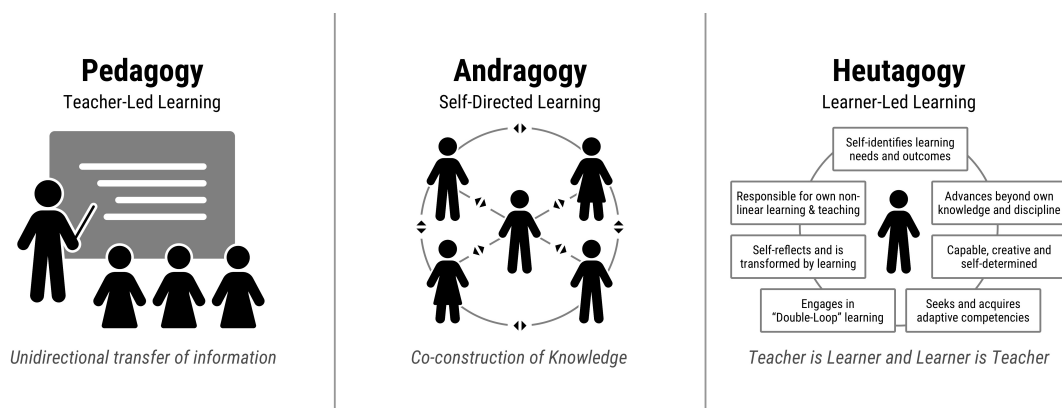 Pedagogy
Teacher-Led Learning
Unidirectional transfer of information
Andragogy
Self-Directed Learning
Co-construction of Knowledge
Heutagogy
Learner-Led Learning
Self-identifies learning
needs and outcomes
Responsible for own non-
linear learning & teaching
Advances beyond own
knowledge and discipline
Self-reflects and is
transformed by learning
Capable, creative and
self-determined
Engages in
“Double-Loop” learning
Seeks and acquires
adaptive competencies
Teacher is Learner and Learner is Teacher